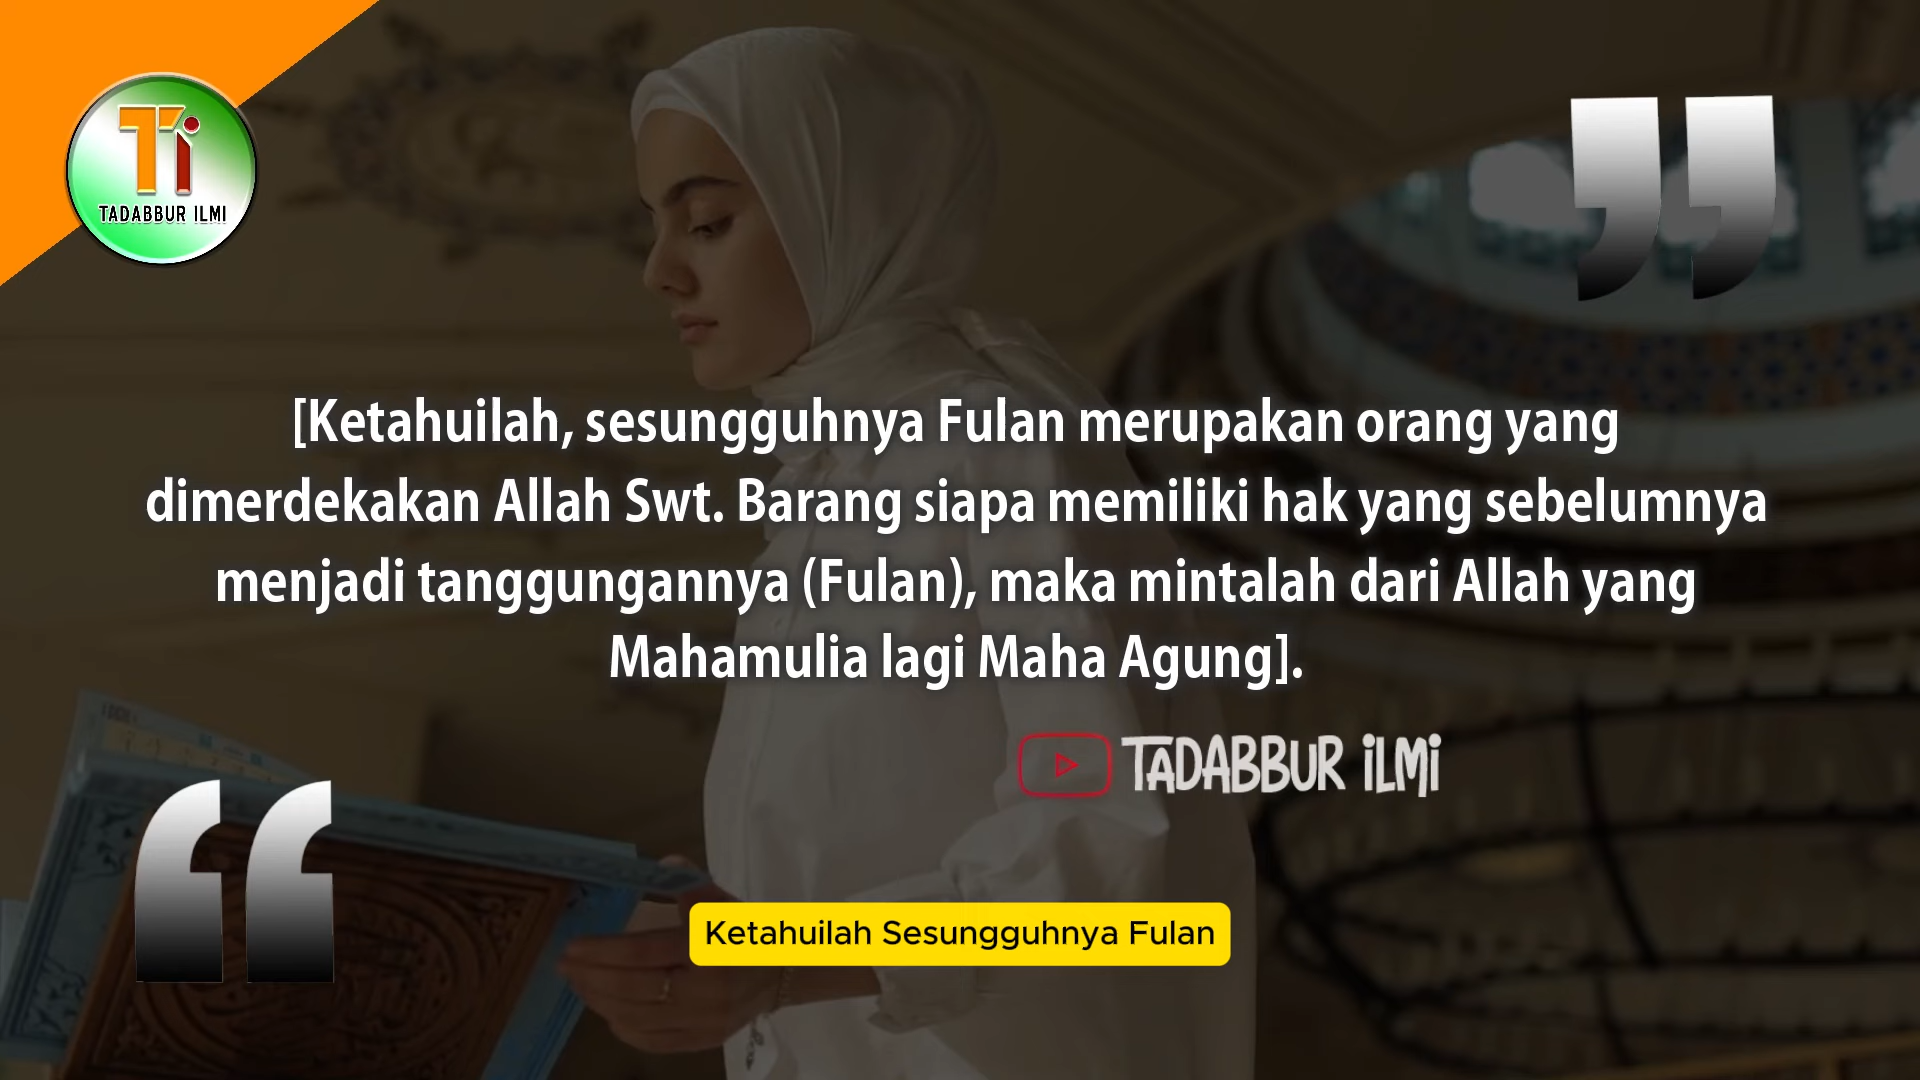 Ti
TADABBUR ILMI
[Ketahuilah, sesungguhnya Fulan merupakan orang yang
dimerdekakan Allah Swt. Barang siapa memiliki hak yang sebelumnya
menjadi tanggungannya (Fulan), maka mintalah dari Allah yang
Mahamulia lagi Maha Agung].
TADABBUR iLMi
Ketahuilah Sesungguhnya Fulan